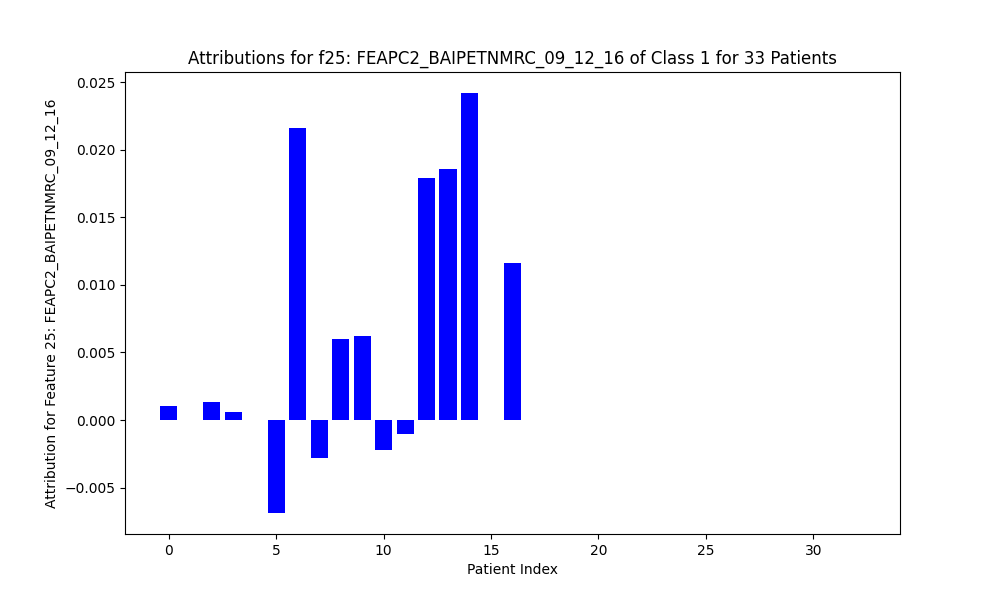 Attributions for f25: FEAPC2_BAIPETNMRC_09_12_16 of Class 1 for 33 Patients
Attribution for Feature 25: FEAPC2_BAIPETNMRC_09_12_16
0.025
0.020
0.015
0.010
0.005
0.000
−0.005
0 5 10 15 20 25 30
Patient Index